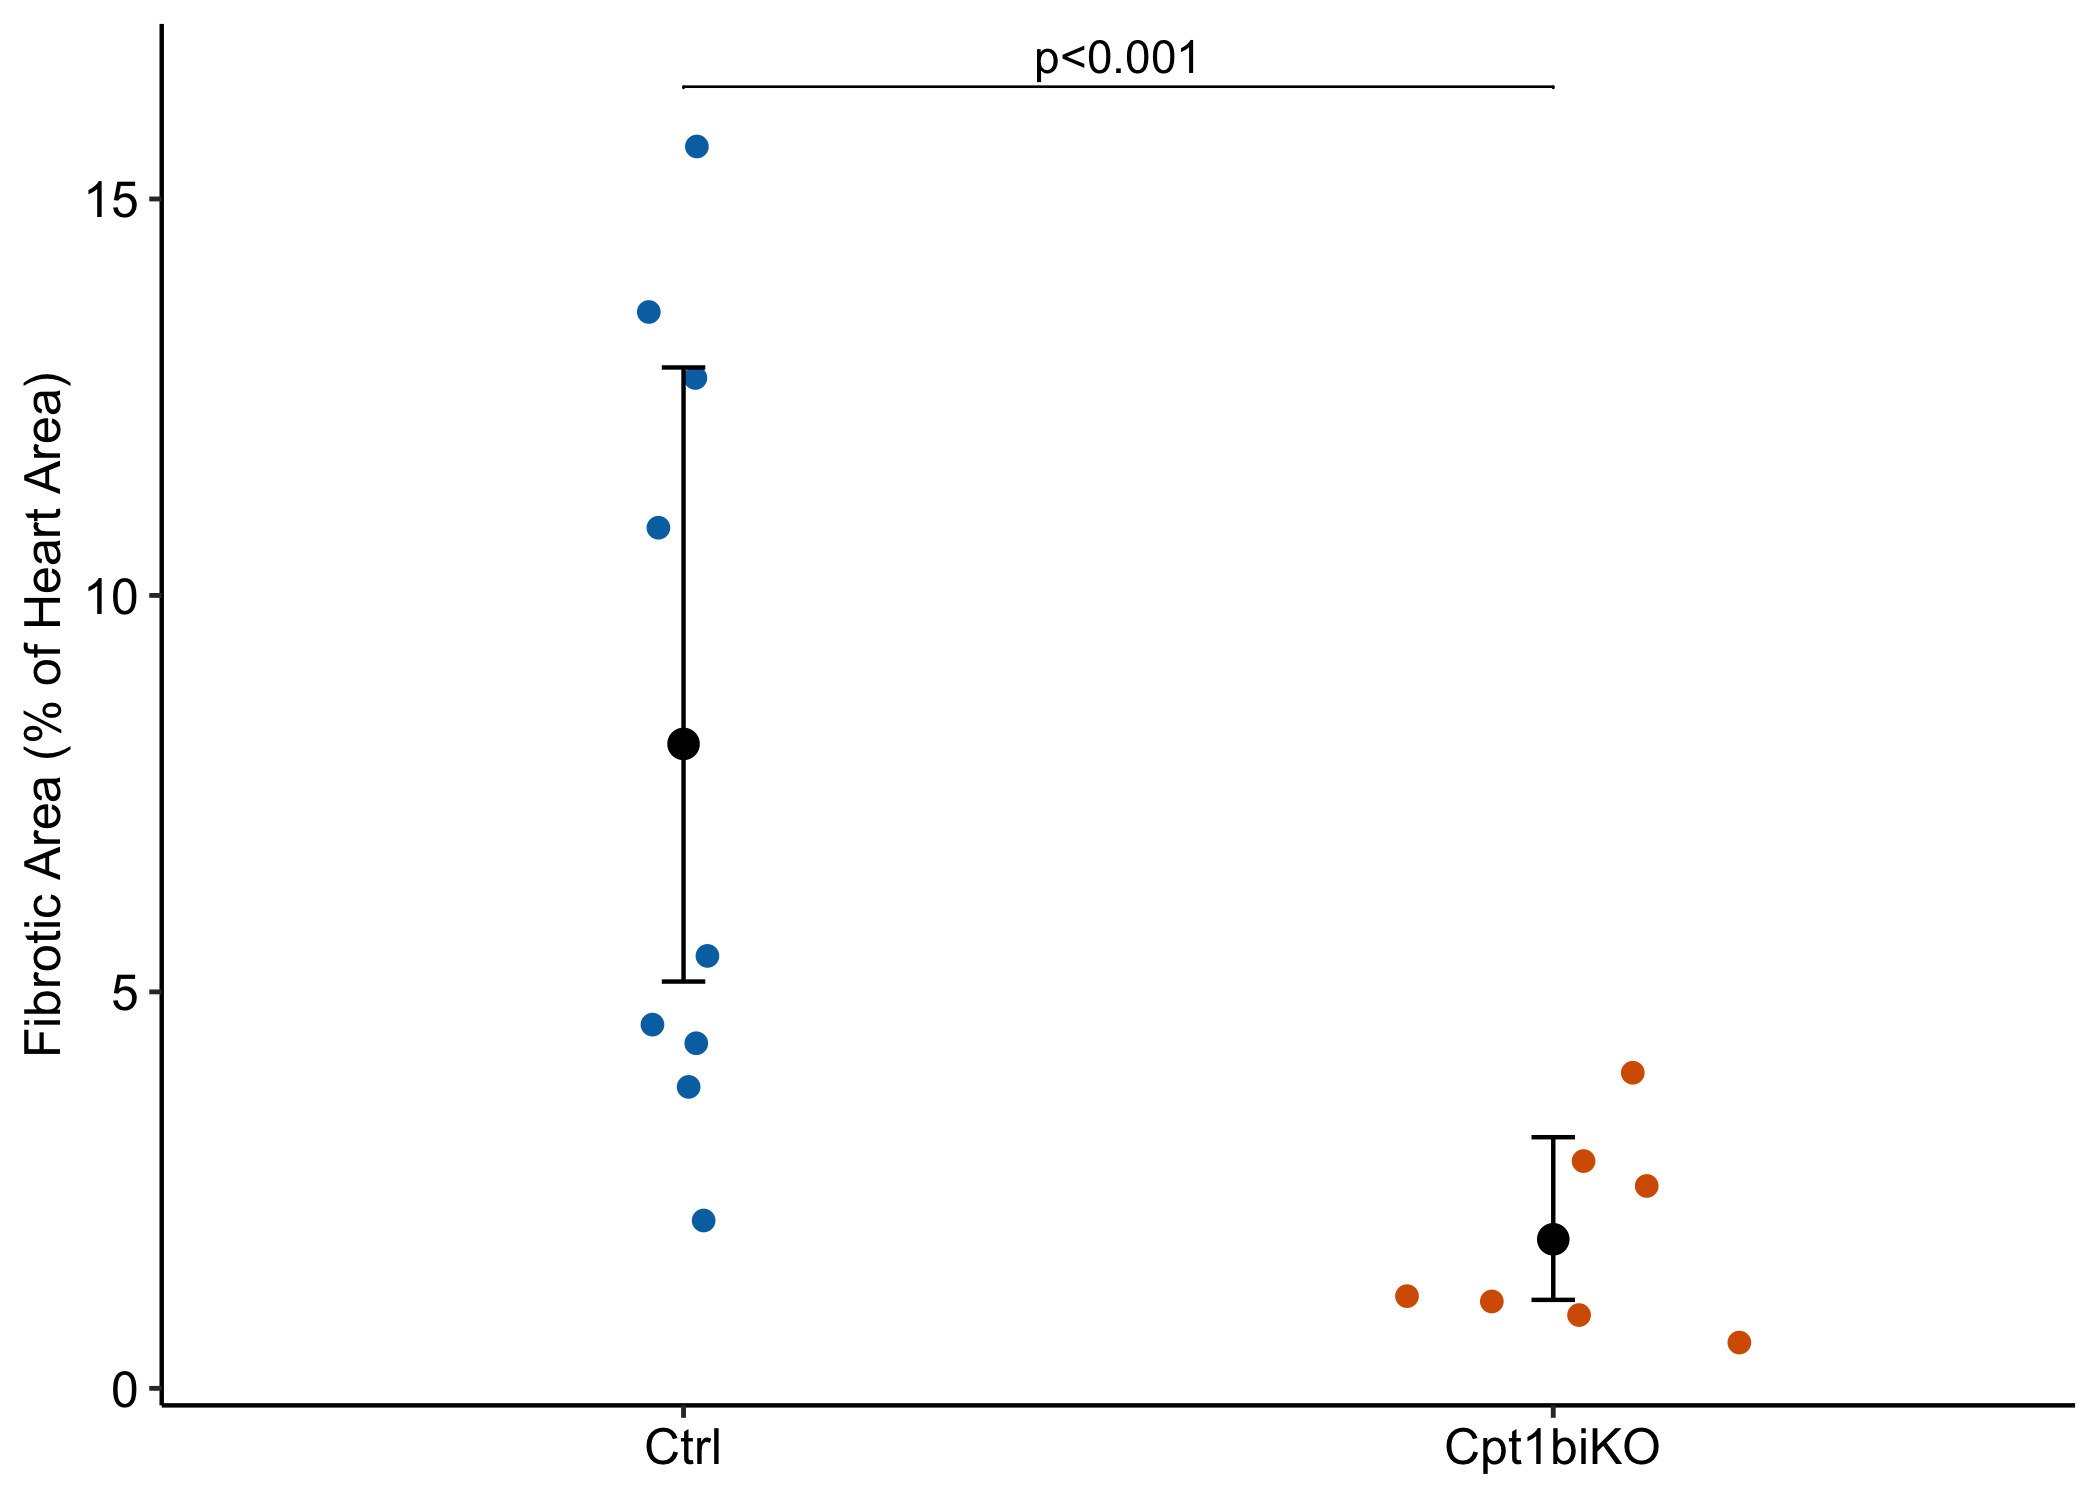 p<0.001
15
10
5
0
Fibrotic Area (% of Heart Area)
Ctrl
Cpt1biKO